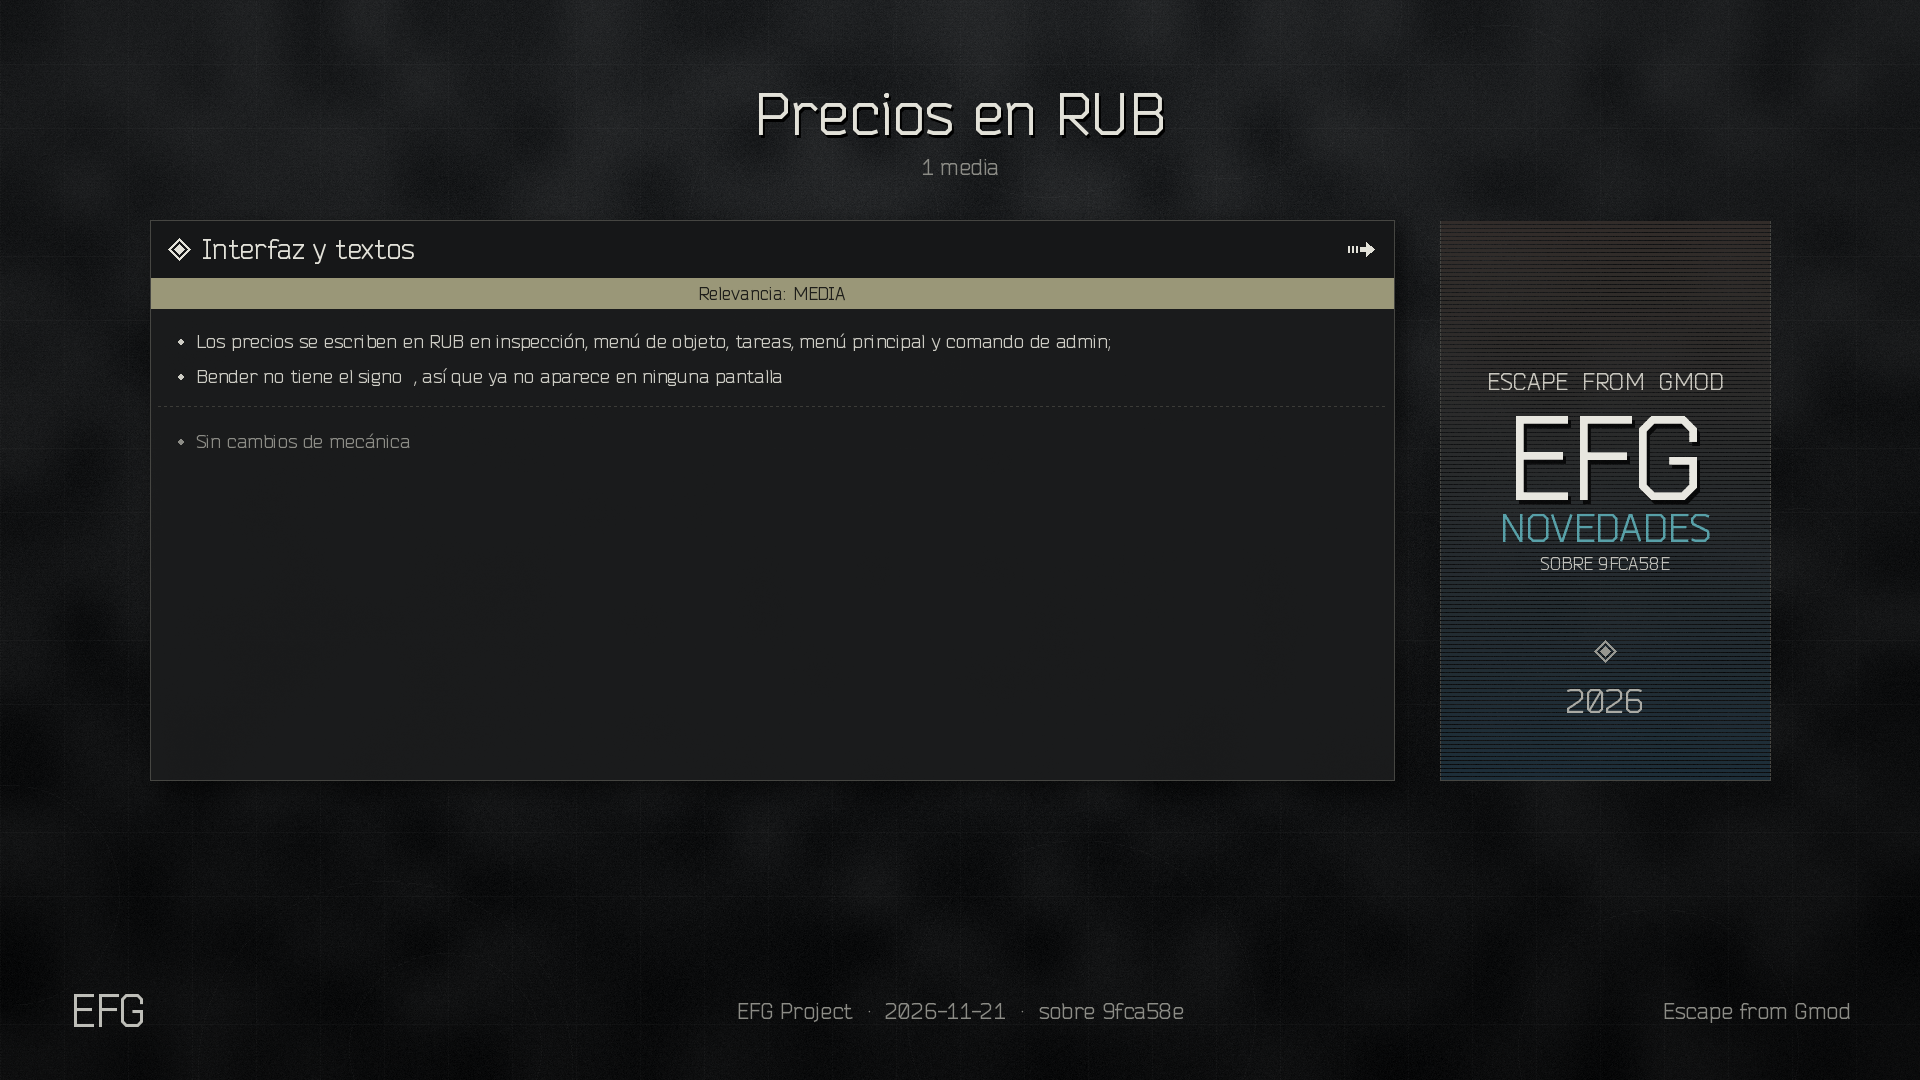 Precios en RUB
1 media
Interfaz y textos
Relevancia: MEDIA
Los precios se escriben en RUB en inspección, menú de objeto, tareas, menú principal y comando de admin;
Bender no tiene el signo , así que ya no aparece en ninguna pantalla
Sin cambios de mecánica
ESCAPE FROM GMOD
EFG
NOVEDADES
SOBRE 9FCA58E
2026
EFG
EFG Project · 2026-11-21 · sobre 9fca58e
Escape from Gmod